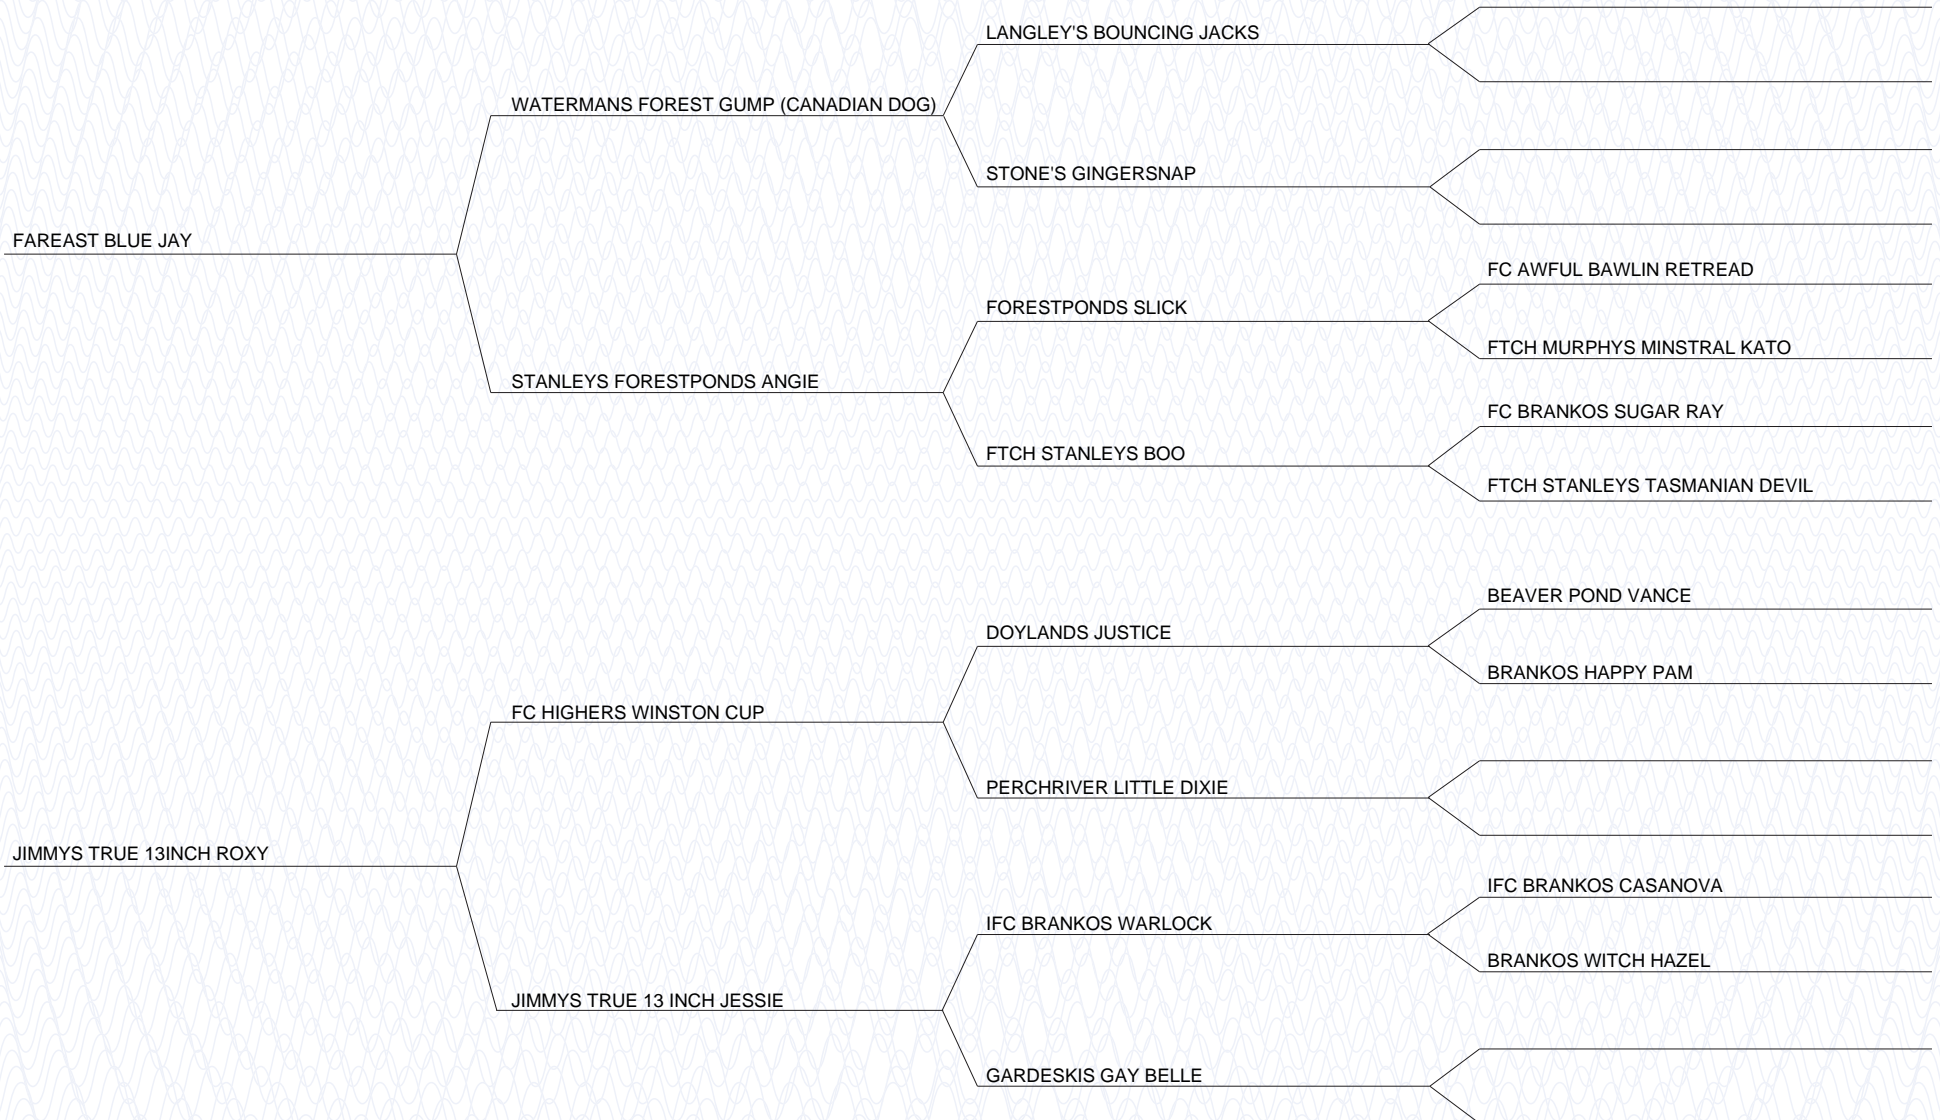 LANGLEY'S BOUNCING JACKS
WATERMANS FOREST GUMP (CANADIAN DOG)
STONE'S GINGERSNAP
FAREAST BLUE JAY
FC AWFUL BAWLIN RETREAD
FORESTPONDS SLICK
FTCH MURPHYS MINSTRAL KATO
STANLEYS FORESTPONDS ANGIE
FC BRANKOS SUGAR RAY
FTCH STANLEYS BOO
FTCH STANLEYS TASMANIAN DEVIL
BEAVER POND VANCE
DOYLANDS JUSTICE
BRANKOS HAPPY PAM
FC HIGHERS WINSTON CUP
PERCHRIVER LITTLE DIXIE
JIMMYS TRUE 13INCH ROXY
IFC BRANKOS CASANOVA
IFC BRANKOS WARLOCK
BRANKOS WITCH HAZEL
JIMMYS TRUE 13 INCH JESSIE
GARDESKIS GAY BELLE